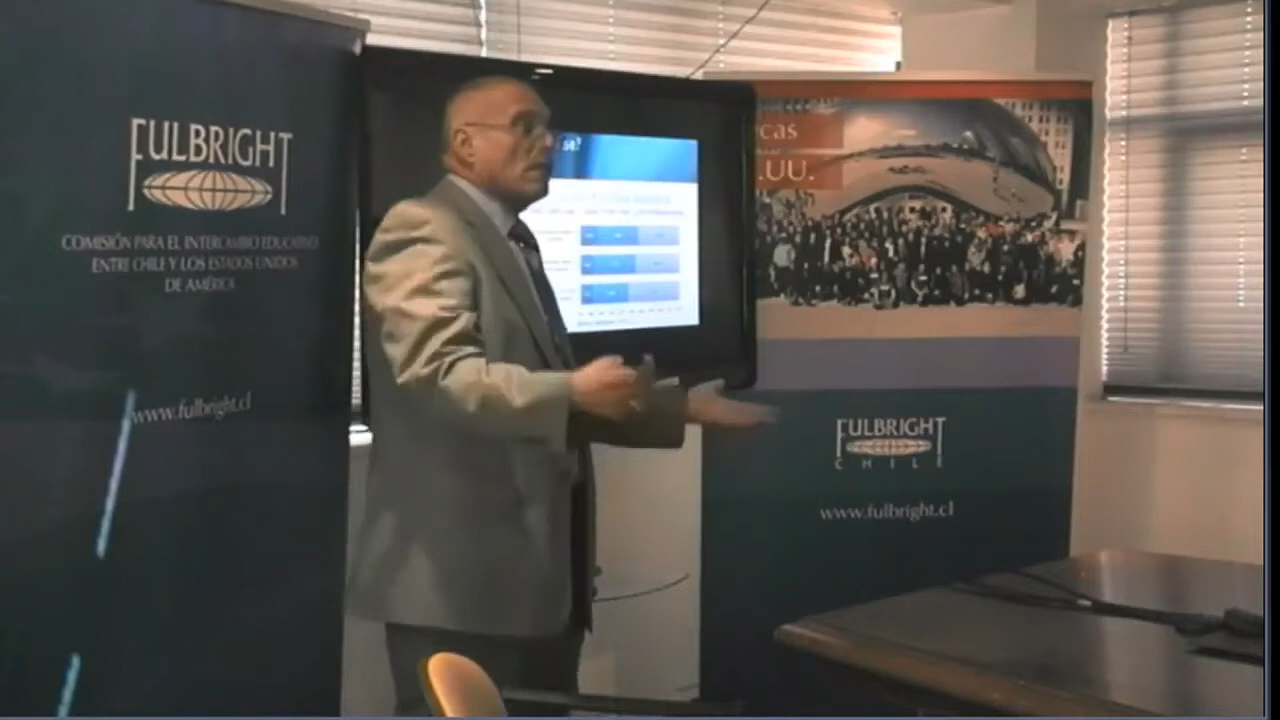 FULBRIGHT
COMISIÓN PARA EL INTERCAMBIO EDUCATIVO
ENTRE CHILE Y LOS ESTADOS UNIDOS
DE AMÉRICA
www.fulbright.cl
cas
.UU.
FULBRIGHT
CHILE
www.fulbright.cl